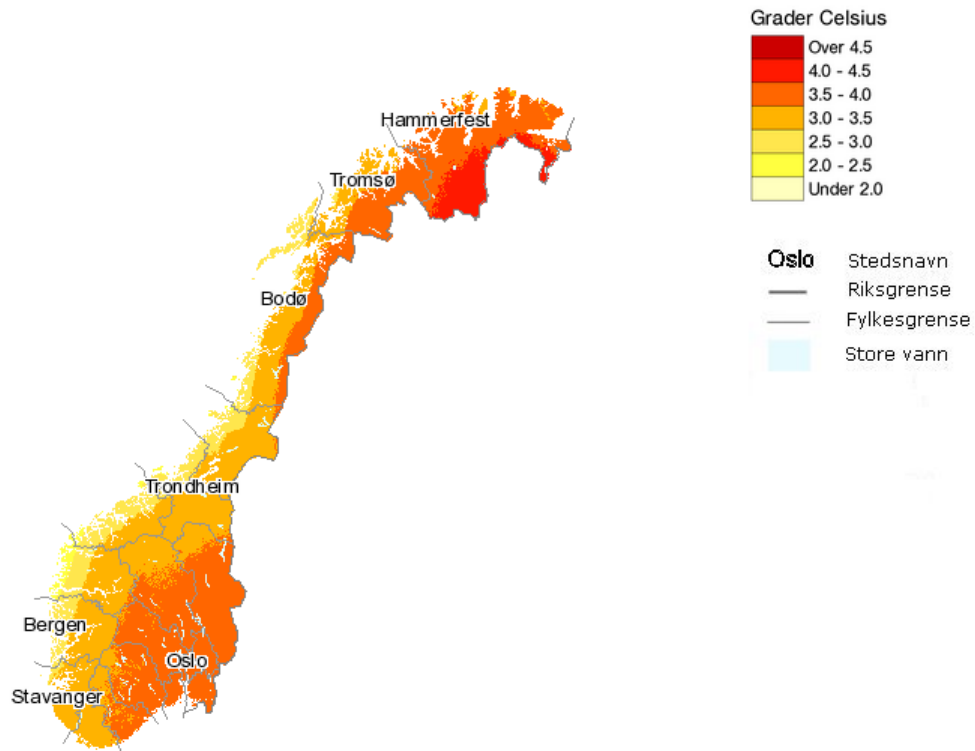 Grader Celsius
Over 4.5
4.0 - 4.5
3.5 - 4.0
3.0 - 3.5
2.5 - 3.0
2.0 - 2.5
Under 2.0
Oslo Stedsnavn
Riksgrense
Fylkesgrense
Store vann
Hammerfest
Tromsø
Bodø
Trondheim
Bergen
Oslo
Stavanger